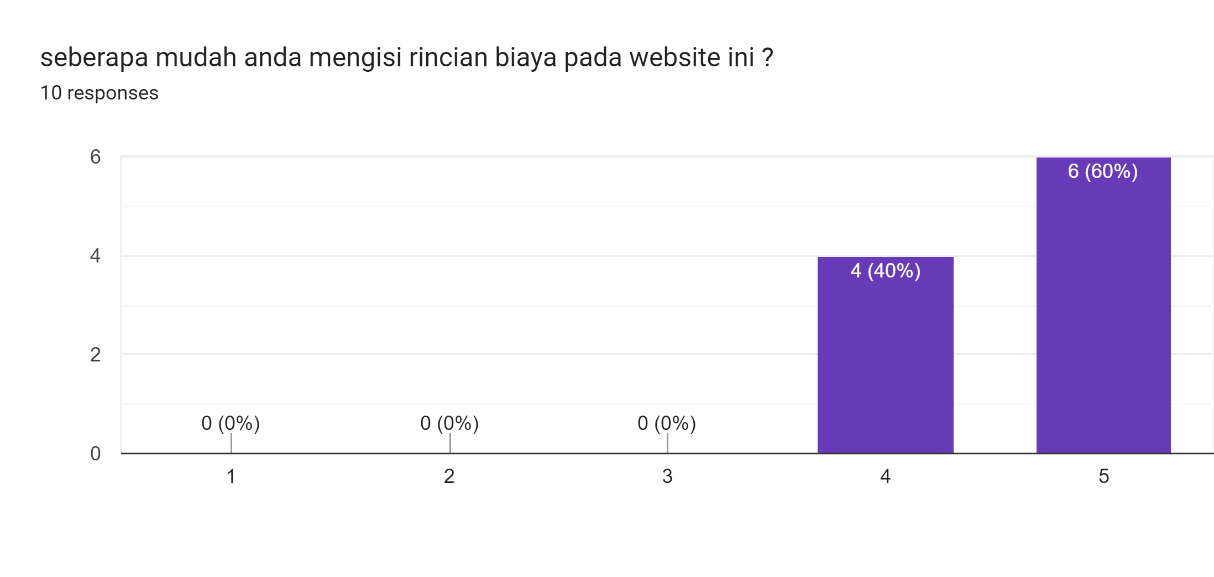 seberapa mudah anda mengisi rincian biaya pada website ini ?
10 responses
6
6 (60%)
4
4 (40%)
2
0 (0%) 0 (0%) 0 (0%)
0
1 2 3 4 5